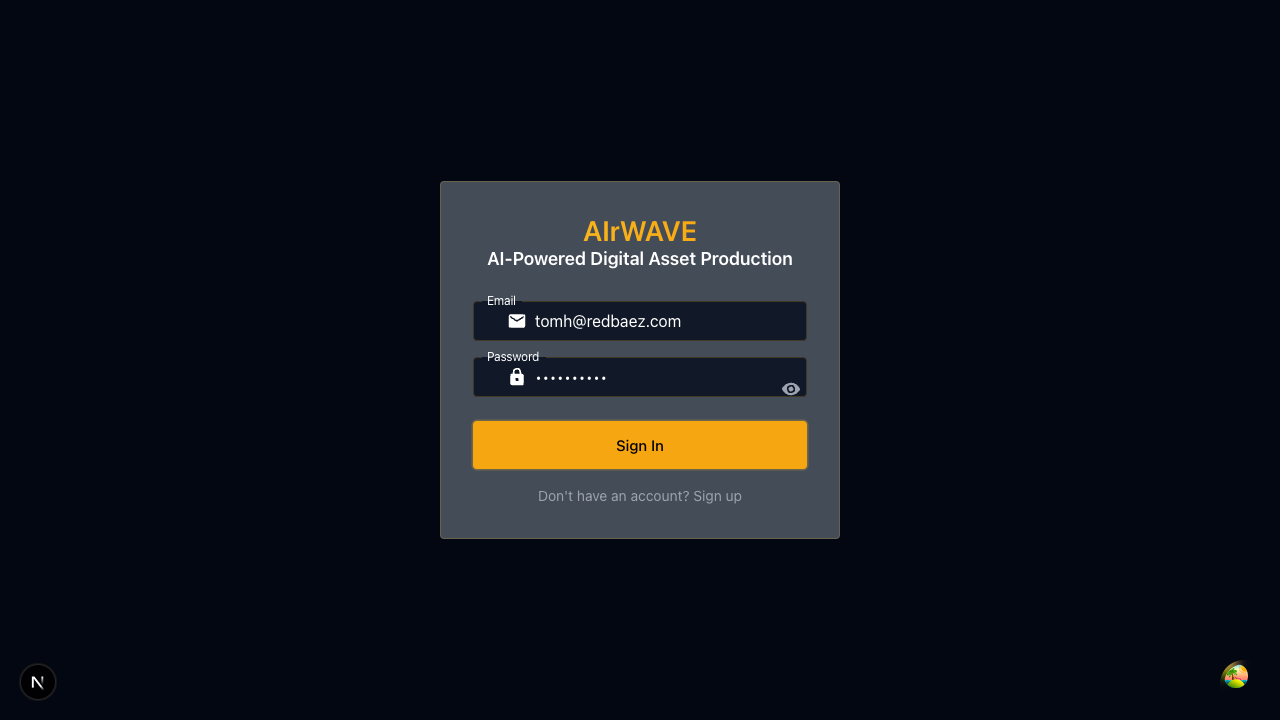 AIrWAVE
AI-Powered Digital Asset Production
Email
tomh@redbaez.com
Password
••••••••••
Sign In
Don't have an account? Sign up
N